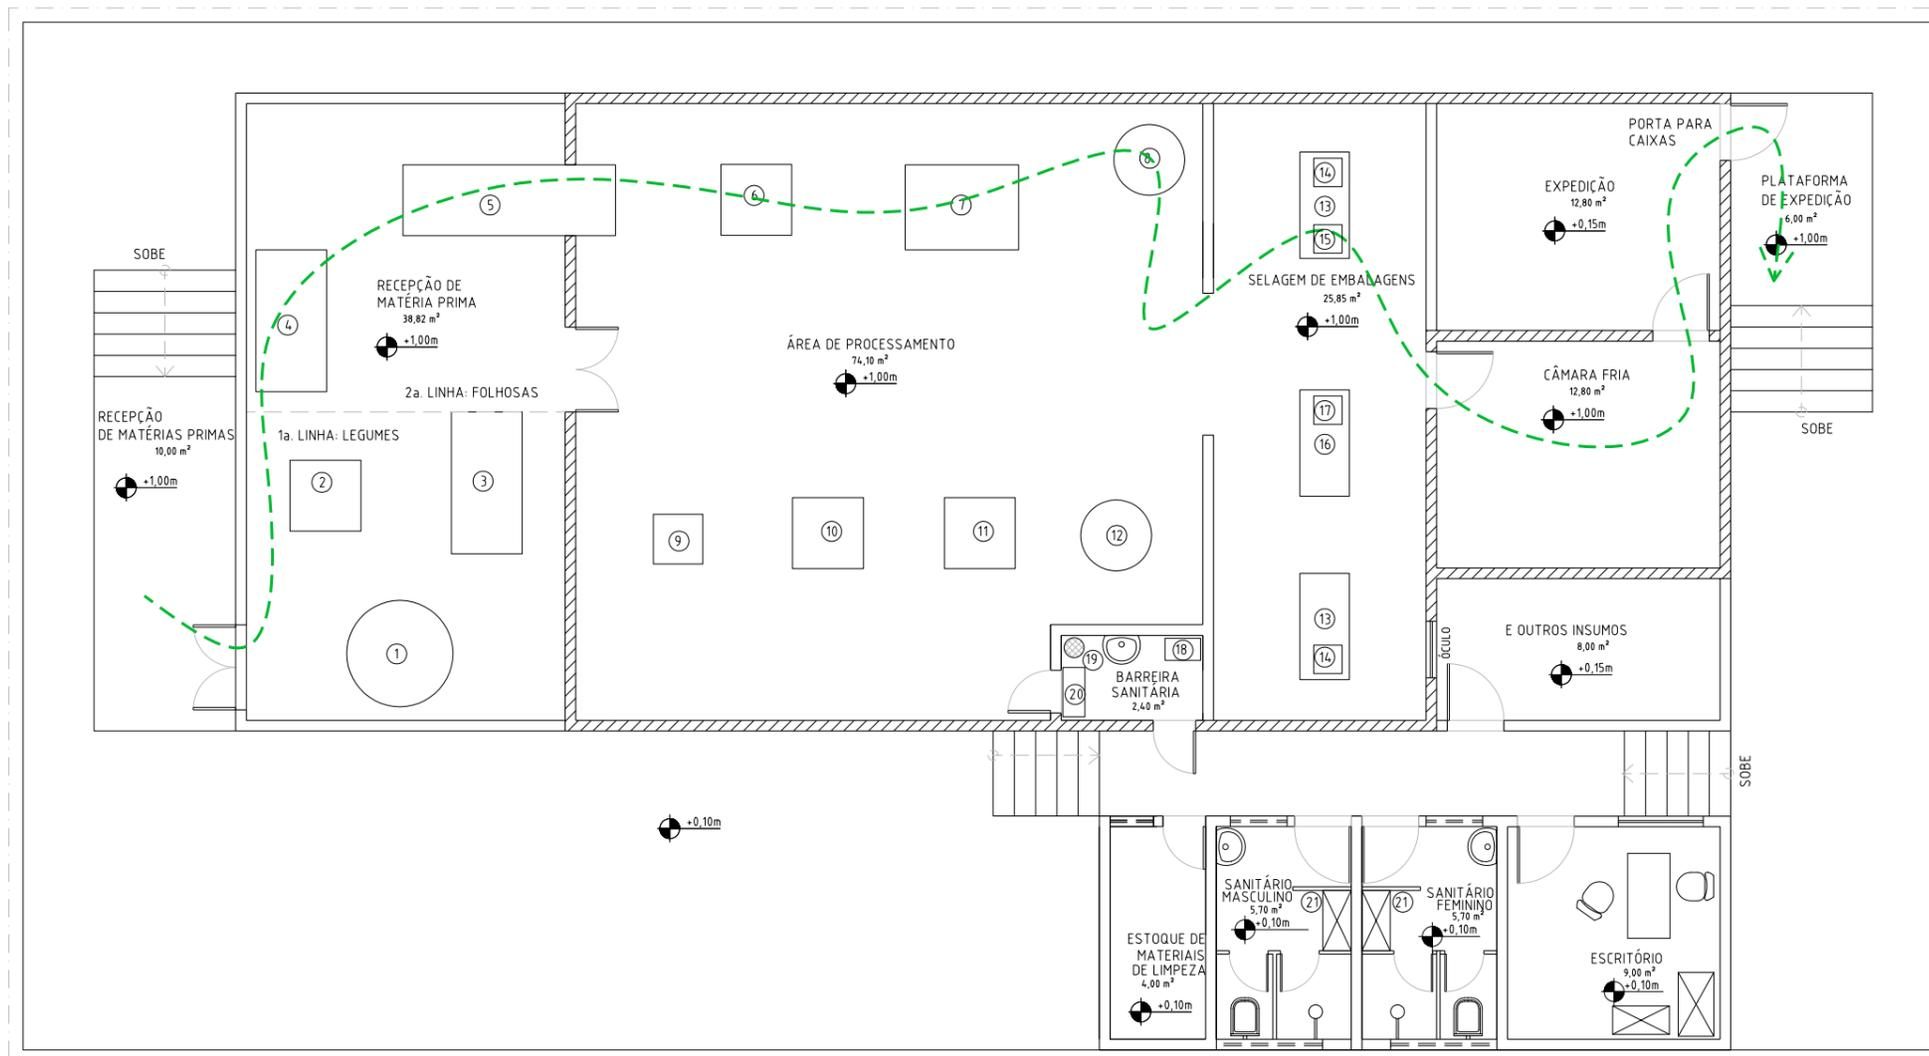 PORTA PARA
CAIXAS
EXPEDIÇÃO
12,80 m²
+0,15m
PLATAFORMA
DE EXPEDIÇÃO
6,00 m²
+1,00m
SOBE
14
13
15
8
6
7
5
4
SOBE
RECEPÇÃO DE
MATÉRIA PRIMA
38,82 m²
+1,00m
SELAGEM DE EMBALAGENS
25,85 m²
+1,00m
ÁREA DE PROCESSAMENTO
74,10 m²
+1,00m
CÂMARA FRIA
12,80 m²
+1,00m
2a. LINHA: FOLHOSAS
1a. LINHA: LEGUMES
RECEPÇÃO
DE MATÉRIAS PRIMAS
10,00 m²
+1,00m
17
16
2
3
9
10
11
12
1
13
14
ÓCULO
E OUTROS INSUMOS
8,00 m²
+0,15m
19
18
20
BARREIRA
SANITÁRIA
2,40 m²
SOBE
+0,10m
SANITÁRIO
MASCULINO
5,70 m²
+0,10m
21
21
SANITÁRIO
FEMININO
5,70 m²
+0,10m
ESTOQUE DE
MATERIAIS
DE LIMPEZA
4,00 m²
+0,10m
ESCRITÓRIO
9,00 m²
+0,10m